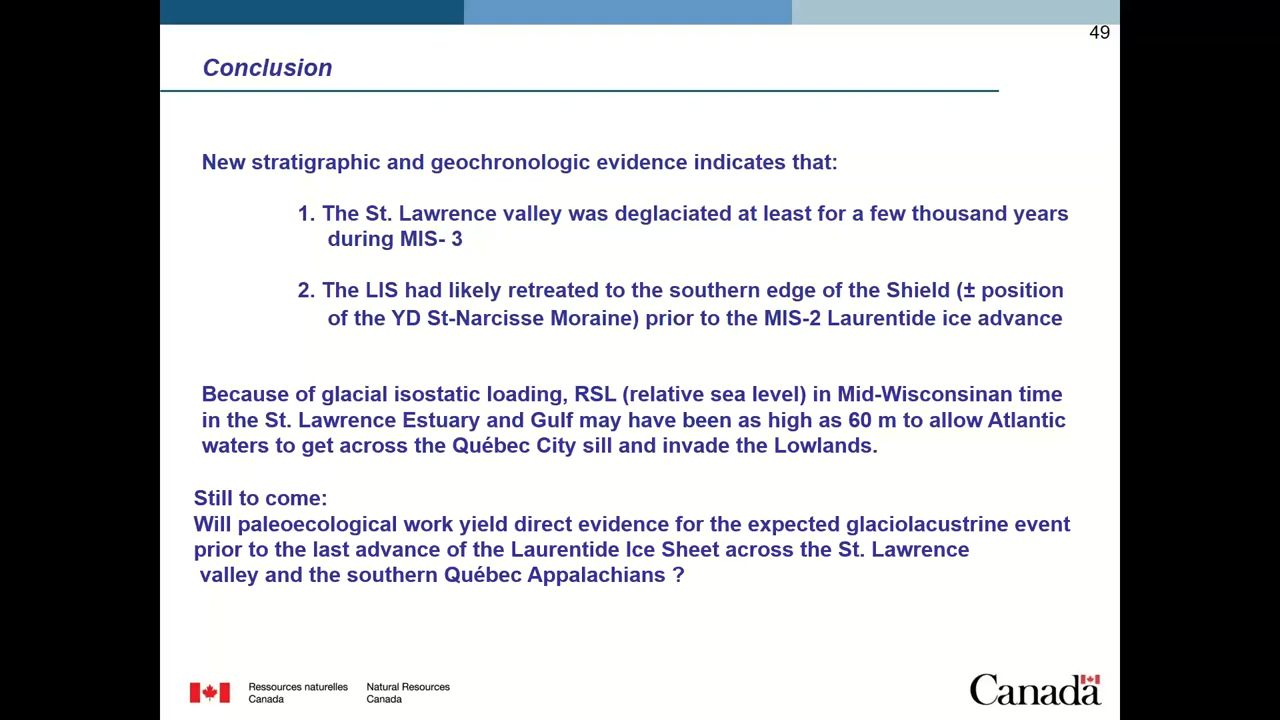 49
Conclusion
New stratigraphic and geochronologic evidence indicates that:
1. The St. Lawrence valley was deglaciated at least for a few thousand years
during MIS- 3
2. The LIS had likely retreated to the southern edge of the Shield (± position
of the YD St-Narcisse Moraine) prior to the MIS-2 Laurentide ice advance
Because of glacial isostatic loading, RSL (relative sea level) in Mid-Wisconsinan time
in the St. Lawrence Estuary and Gulf may have been as high as 60 m to allow Atlantic
waters to get across the Québec City sill and invade the Lowlands.
Still to come:
Will paleoecological work yield direct evidence for the expected glaciolacustrine event
prior to the last advance of the Laurentide Ice Sheet across the St. Lawrence
valley and the southern Québec Appalachians ?
Ressources naturelles
Canada
Natural Resources
Canada
Canada